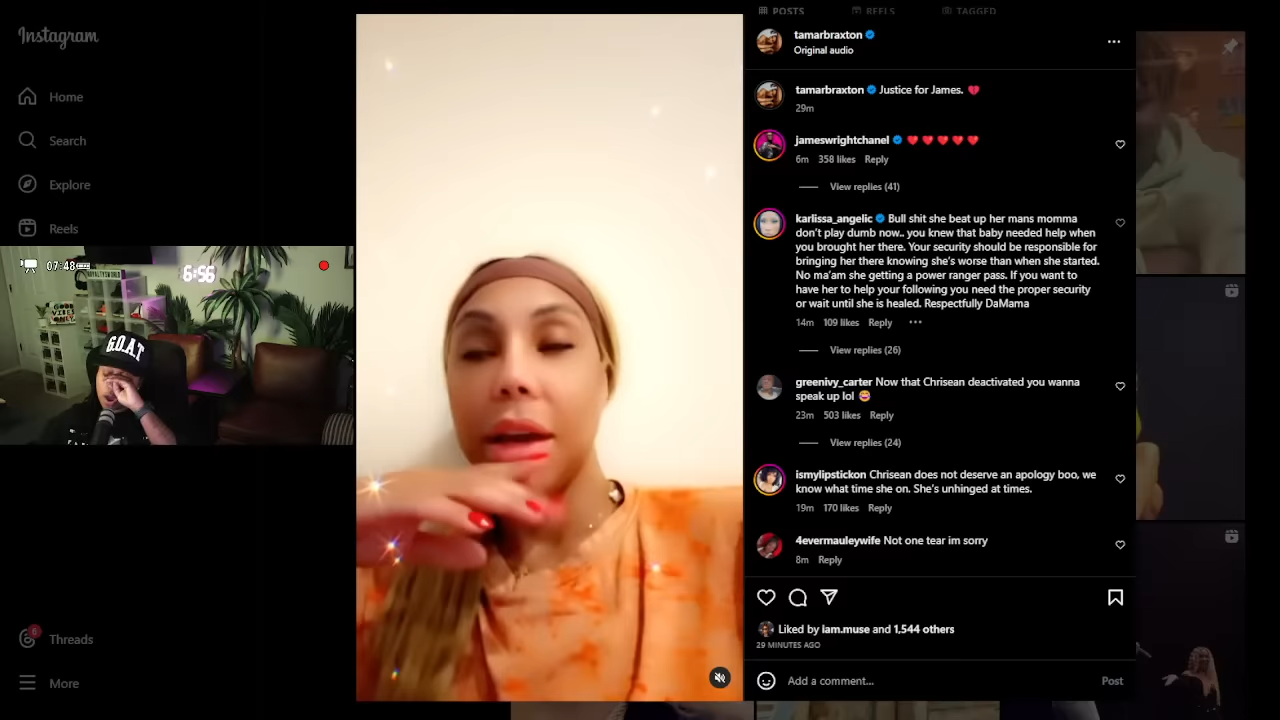 Instagram
Home
Search
Explore
Reels
07:48
6:56
GOOD
VIBES
ONLY
G.O.A.T
6
Threads
More
POSTS
REELS
TAGGED
tamarbraxton
Original audio
tamarbraxton Justice for James. 💔
29m
jameswrightchanel ❤️ ❤️ ❤️ ❤️ ❤️
6m 358 likes Reply
View replies (41)
karlissa_angelic Bull shit she beat up her mans momma
don't play dumb now.. you knew that baby needed help when
you brought her there. Your security should be responsible for
bringing her there knowing she's worse than when she started.
No ma'am she getting a power ranger pass. If you want to
have her to help your following you need the proper security
or wait until she is healed. Respectfully DaMama
14m 109 likes Reply
View replies (26)
greenivy_carter Now that Chrisean deactivated you wanna
speak up lol 😂
23m 503 likes Reply
View replies (24)
ismylipstickon Chrisean does not deserve an apology boo, we
know what time she on. She's unhinged at times.
19m 170 likes Reply
4evermauleywife Not one tear im sorry
8m Reply
Liked by iam.muse and 1,544 others
29 MINUTES AGO
Add a comment...
Post